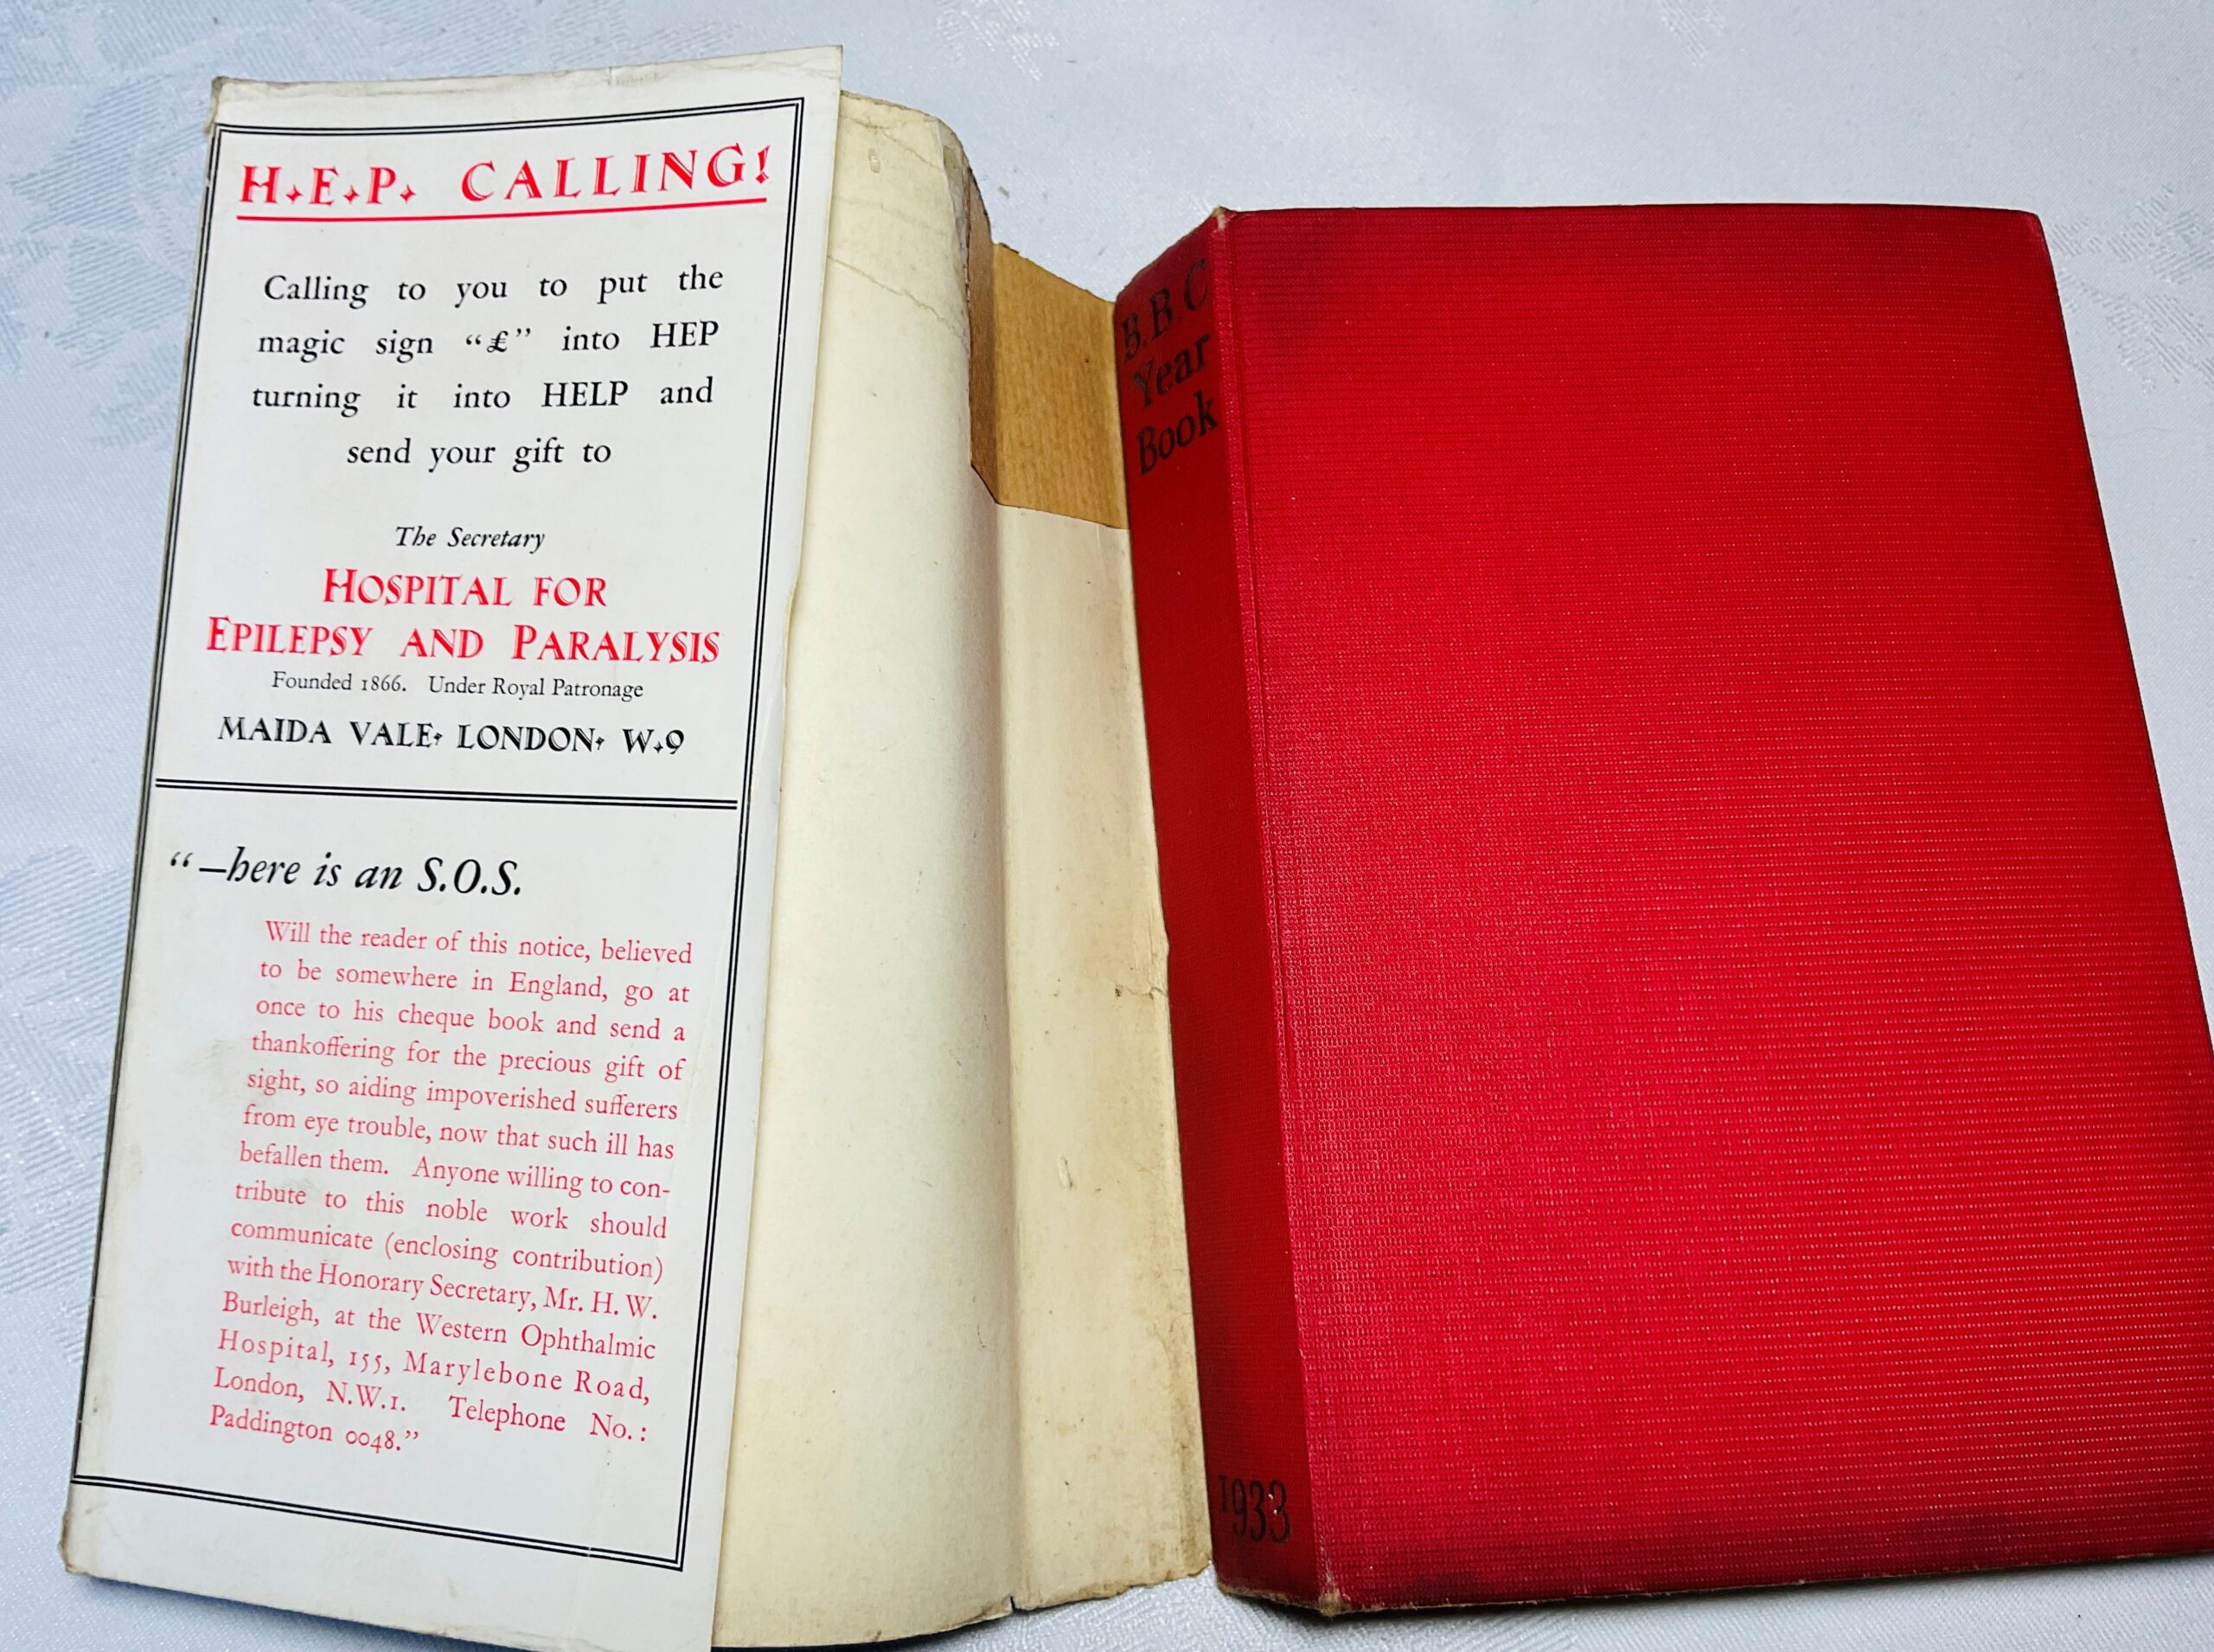 H.E.P. CALLING!
Calling to you to put the
magic sign “£” into HEP
turning it into HELP and
send your gift to
The Secretary
HOSPITAL FOR
EPILEPSY AND PARALYSIS
Founded 1866. Under Royal Patronage
MAIDA VALE, LONDON, W.9
“—here is an S.O.S.
Will the reader of this notice, believed
to be somewhere in England, go at
once to his cheque book and send a
thankoffering for the precious gift of
sight, so aiding impoverished sufferers
from eye trouble, now that such ill has
befallen them. Anyone willing to con-
tribute to this noble work should
communicate (enclosing contribution)
with the Honorary Secretary, Mr. H. W.
Burleigh, at the Western Ophthalmic
Hospital, 155, Marylebone Road,
London, N.W.1. Telephone No.:
Paddington 0048.”
B.B.C
Year
Book
1933